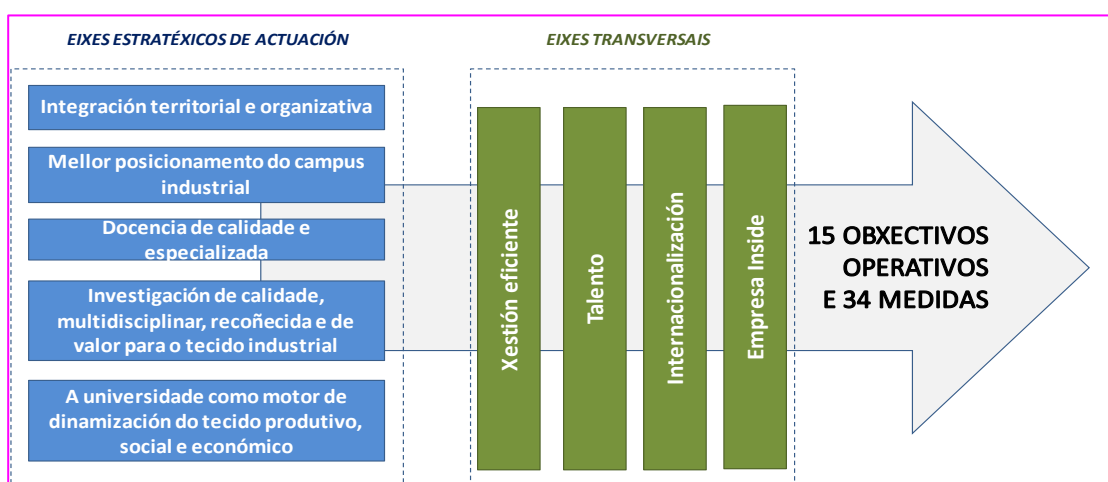 EIXES ESTRATÉXICOS DE ACTUACIÓN
Integración territorial e organizativa
Mellor posicionamento do campus
industrial
Docencia de calidade e
especializada
Investigación de calidade,
multidisciplinar, recoñecida e de
valor para o tecido industrial
A universidade como motor de
dinamización do tecido produtivo,
social e económico
EIXES TRANSVERSAIS
Xestión eficiente
Talento
Internacionalización
Empresa Inside
15 OBXECTIVOS
OPERATIVOS
E 34 MEDIDAS